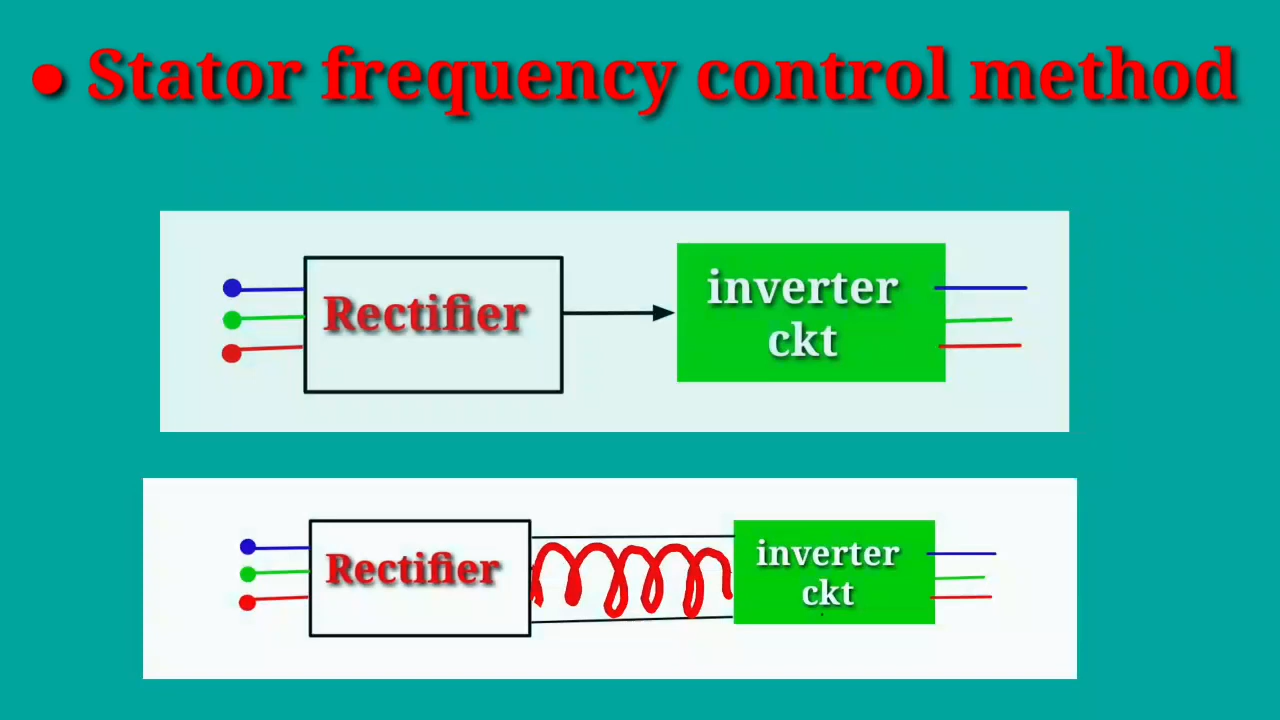 • Stator frequency control method
Rectifier
inverter
ckt
Rectifier
inverter
ckt